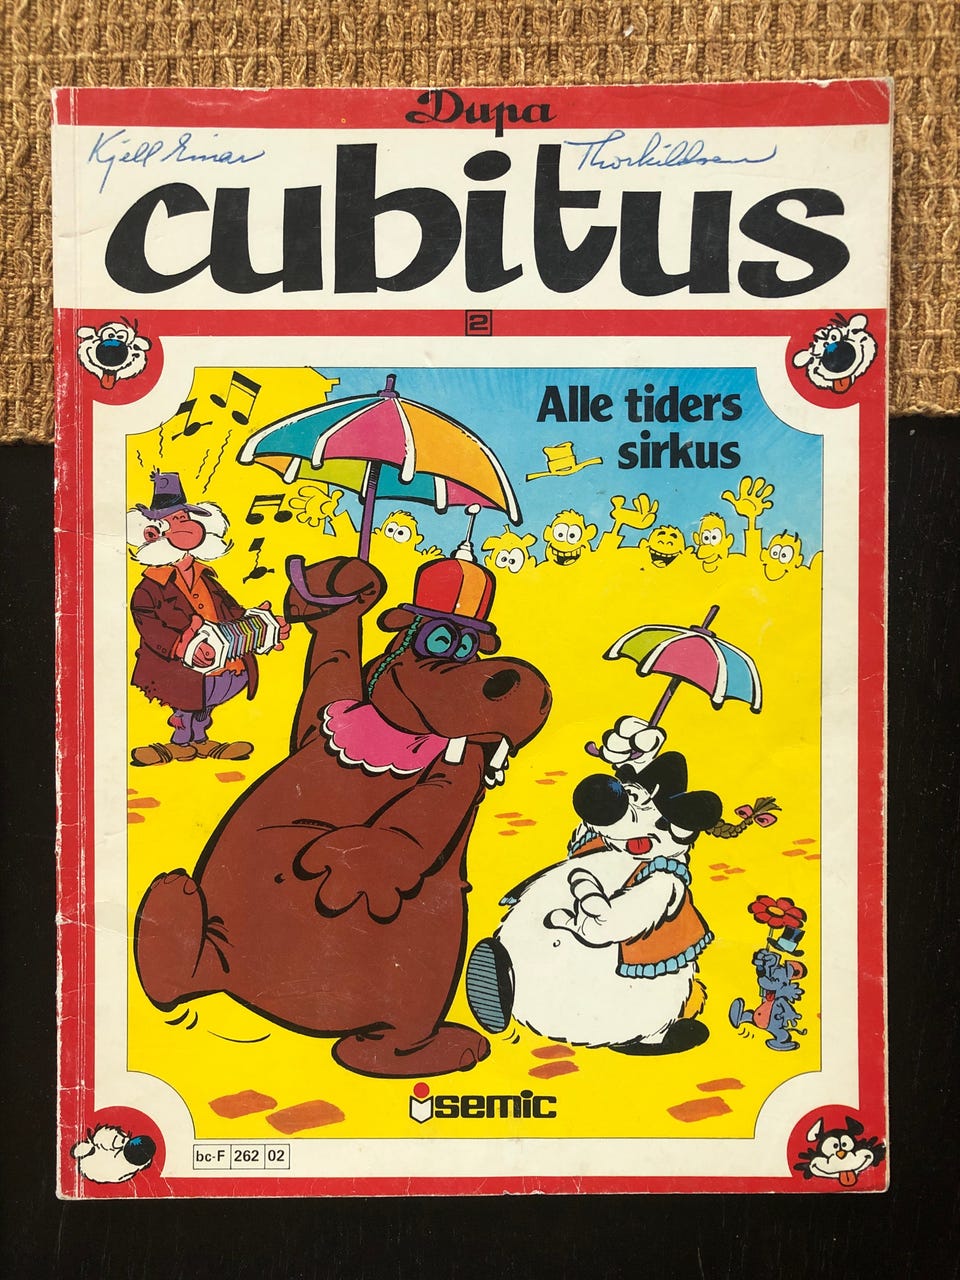 Dupa
Kjell Einar Thorkildsen
cubitus
2
Alle tiders
sirkus
semic
bc-F 262 02